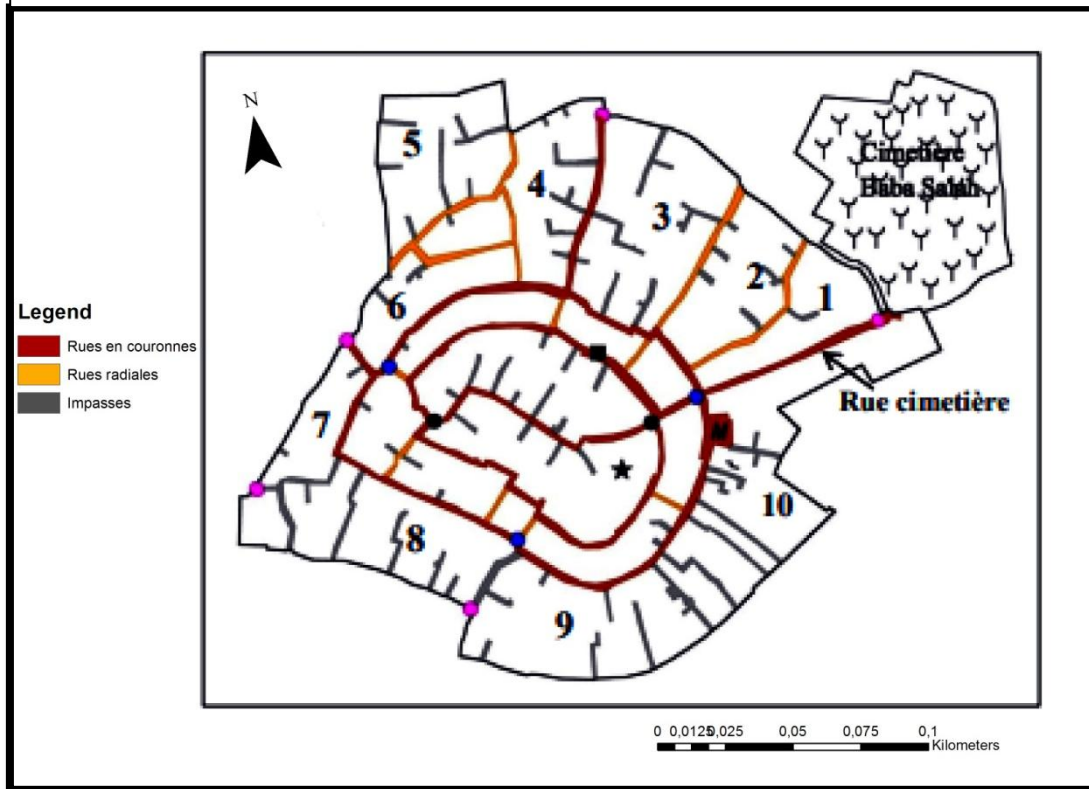 N
5
4
3
2
1
6
7
8
9
10
Cimetière
Baba Salah
Rue cimetière
M
Legend
Rues en couronnes
Rues radiales
Impasses
0 0,0125 0,025 0,05 0,075 0,1
Kilometers